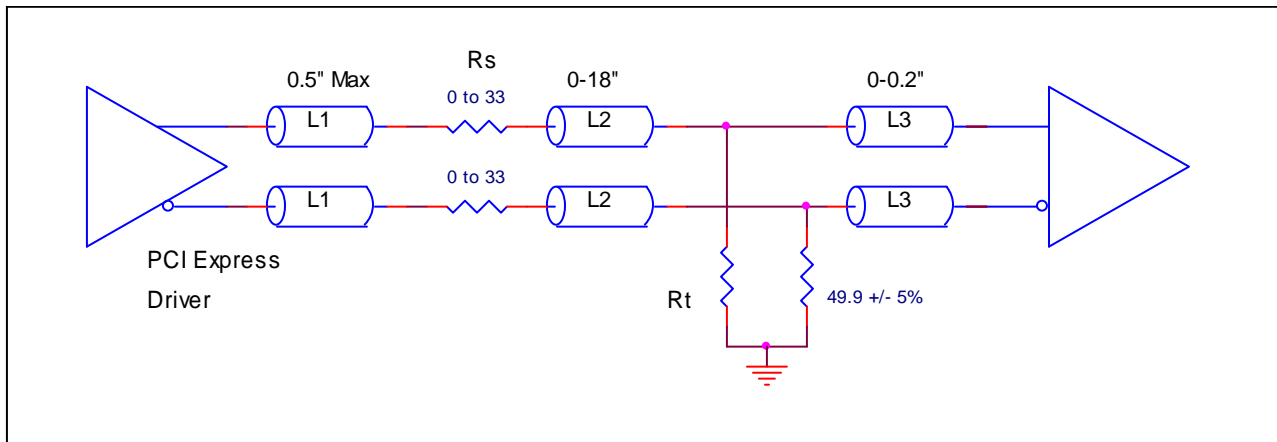 Rs
0.5" Max
0-18"
0-0.2"
0 to 33
L1
L2
L3
0 to 33
L1
L2
L3
PCI Express
Driver
Rt
49.9 +/- 5%